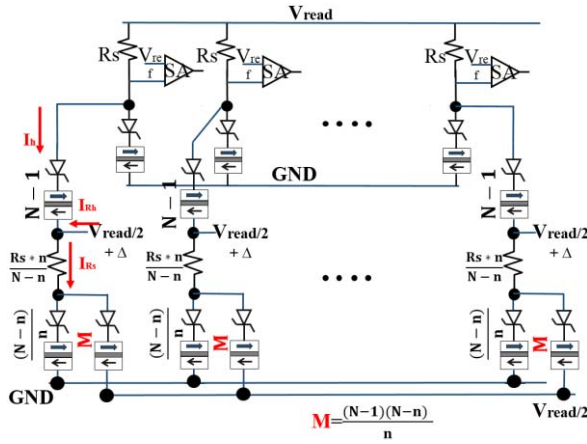 Vread
Rs Vre f SA Rs Vre f SA Rs Vre f SA
Ih
GND
N − 1 N − 1 N − 1
IRh
Vread/2 + Δ Vread/2 + Δ Vread/2 + Δ
Rs * n / N − n Rs * n / N − n Rs * n / N − n
IRs
(N − n) / n M (N − n) / n M (N − n) / n M
GND
Vread/2
M=(N−1)(N−n) / n